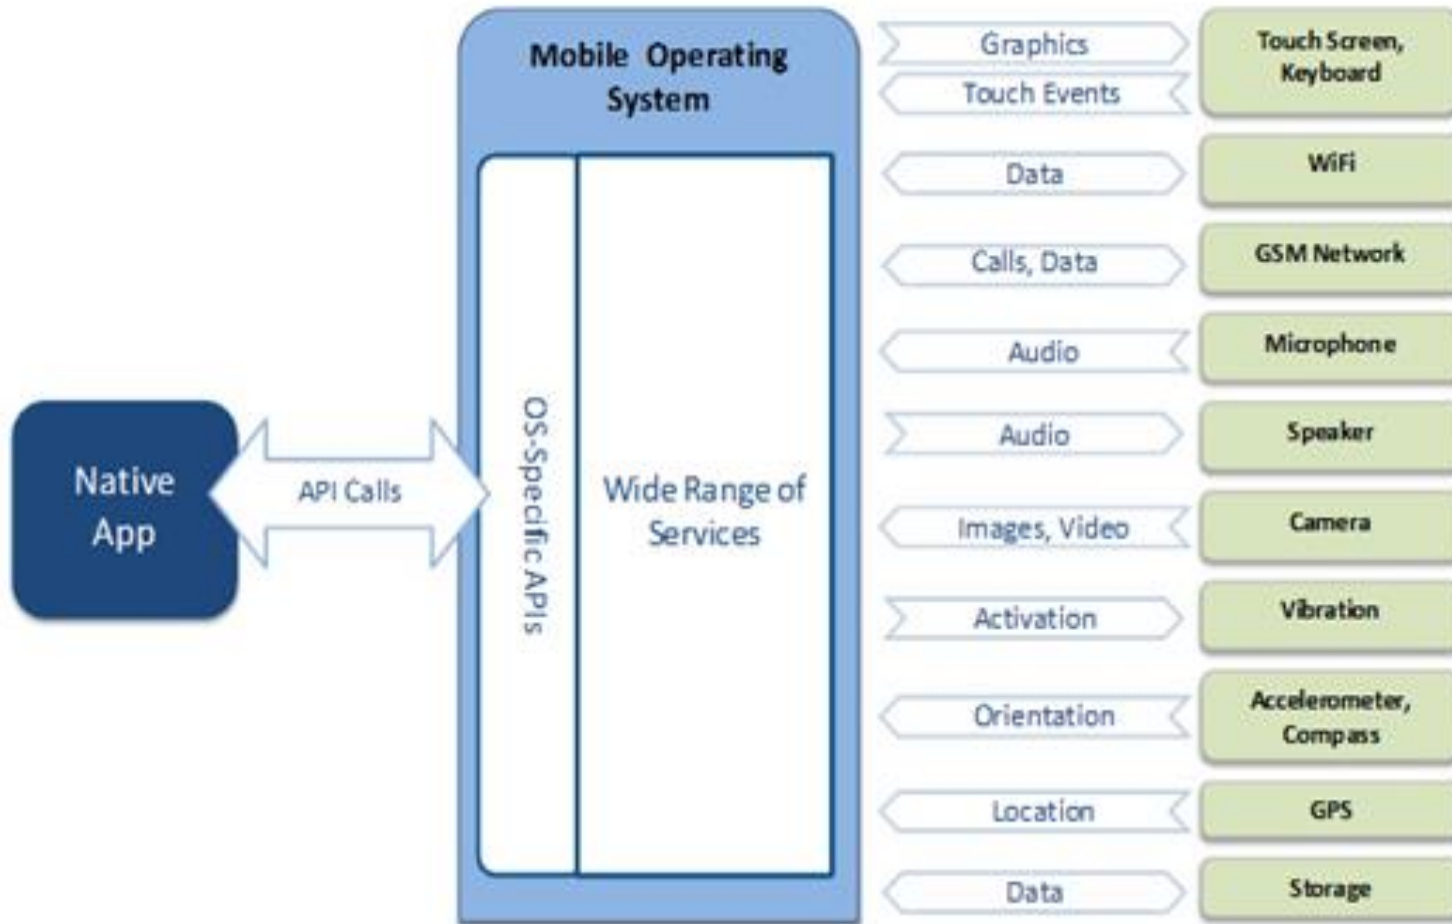 Mobile Operating
System
Native
App
API Calls
OS-Specific APIs
Wide Range of
Services
Graphics
Touch Events
Touch Screen,
Keyboard
Data
WiFi
Calls, Data
GSM Network
Audio
Microphone
Audio
Speaker
Images, Video
Camera
Activation
Vibration
Orientation
Accelerometer,
Compass
Location
GPS
Data
Storage